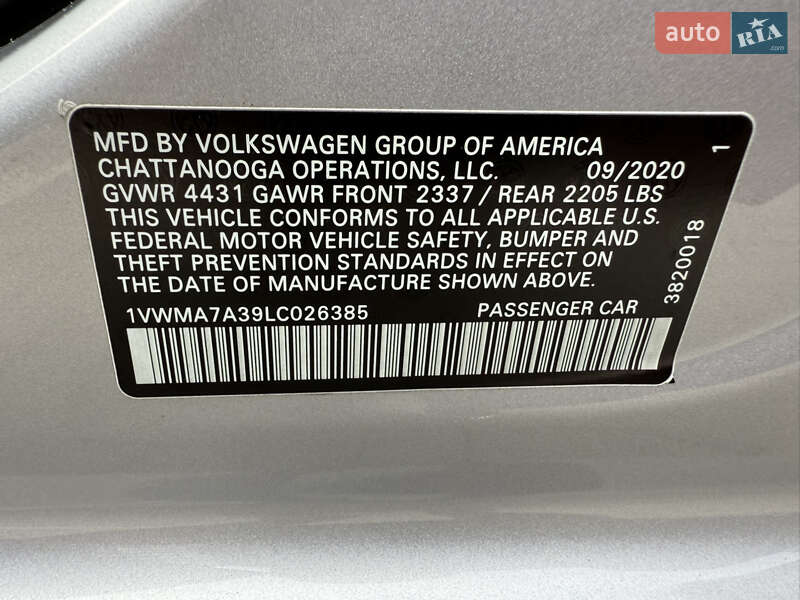 auto RIA.com
MFD BY VOLKSWAGEN GROUP OF AMERICA
CHATTANOOGA OPERATIONS, LLC. 09/2020 1
GVWR 4431 GAWR FRONT 2337 / REAR 2205 LBS
THIS VEHICLE CONFORMS TO ALL APPLICABLE U.S.
FEDERAL MOTOR VEHICLE SAFETY, BUMPER AND
THEFT PREVENTION STANDARDS IN EFFECT ON
THE DATE OF MANUFACTURE SHOWN ABOVE.
1VWMA7A39LC026385 PASSENGER CAR
3820018